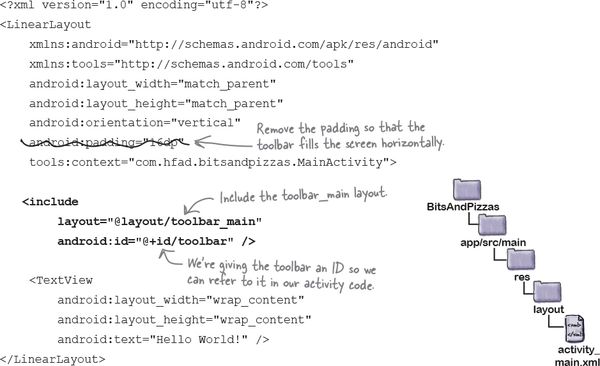 <?xml version="1.0" encoding="utf-8"?>
<LinearLayout
xmlns:android="http://schemas.android.com/apk/res/android"
xmlns:tools="http://schemas.android.com/tools"
android:layout_width="match_parent"
android:layout_height="match_parent"
android:orientation="vertical"
android:padding="16dp"
Remove the padding so that the
toolbar fills the screen horizontally.
tools:context="com.hfad.bitsandpizzas.MainActivity">
<include
Include the toolbar_main layout.
layout="@layout/toolbar_main"
android:id="@+id/toolbar" />
We're giving the toolbar an ID so we
can refer to it in our activity code.
<TextView
android:layout_width="wrap_content"
android:layout_height="wrap_content"
android:text="Hello World!" />
</LinearLayout>
BitsAndPizzas
app/src/main
res
layout
<xml>
</xml>
activity_
main.xml